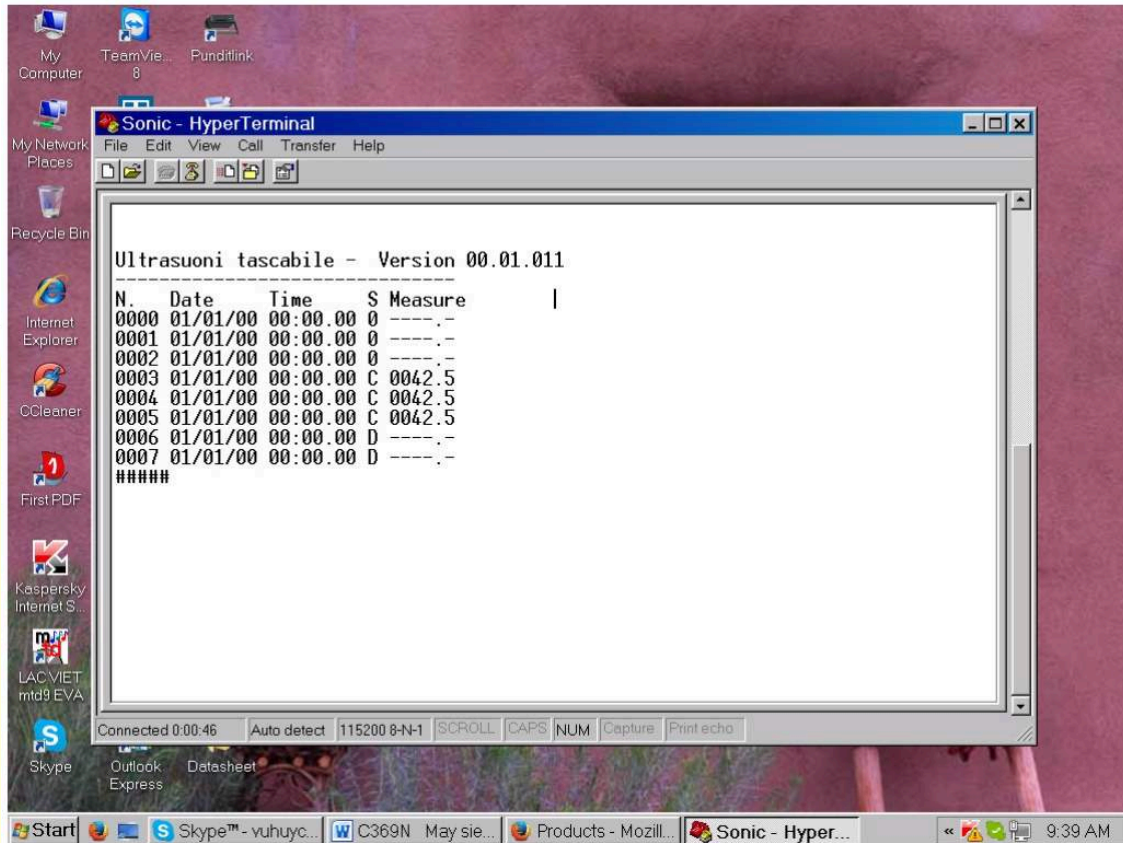 My Computer
TeamVie... 8
Punditlink
My Network Places
Recycle Bin
Internet Explorer
CCleaner
First PDF
Kaspersky Internet S...
LAC VIET mtd9 EVA
Skype
Outlook Express
Datasheet
Sonic - HyperTerminal
File Edit View Call Transfer Help
Ultrasuoni tascabile - Version 00.01.011
-------------------------------
N. Date Time S Measure
0000 01/01/00 00:00.00 0 ----.-
0001 01/01/00 00:00.00 0 ----.-
0002 01/01/00 00:00.00 0 ----.-
0003 01/01/00 00:00.00 C 0042.5
0004 01/01/00 00:00.00 C 0042.5
0005 01/01/00 00:00.00 C 0042.5
0006 01/01/00 00:00.00 D ----.-
0007 01/01/00 00:00.00 D ----.-
#####
Connected 0:00:46 Auto detect 115200 8-N-1 SCROLL CAPS NUM Capture Print echo
Start Skype™ - vuhuyc... C369N May sie... Products - Mozill... Sonic - Hyper... « 9:39 AM